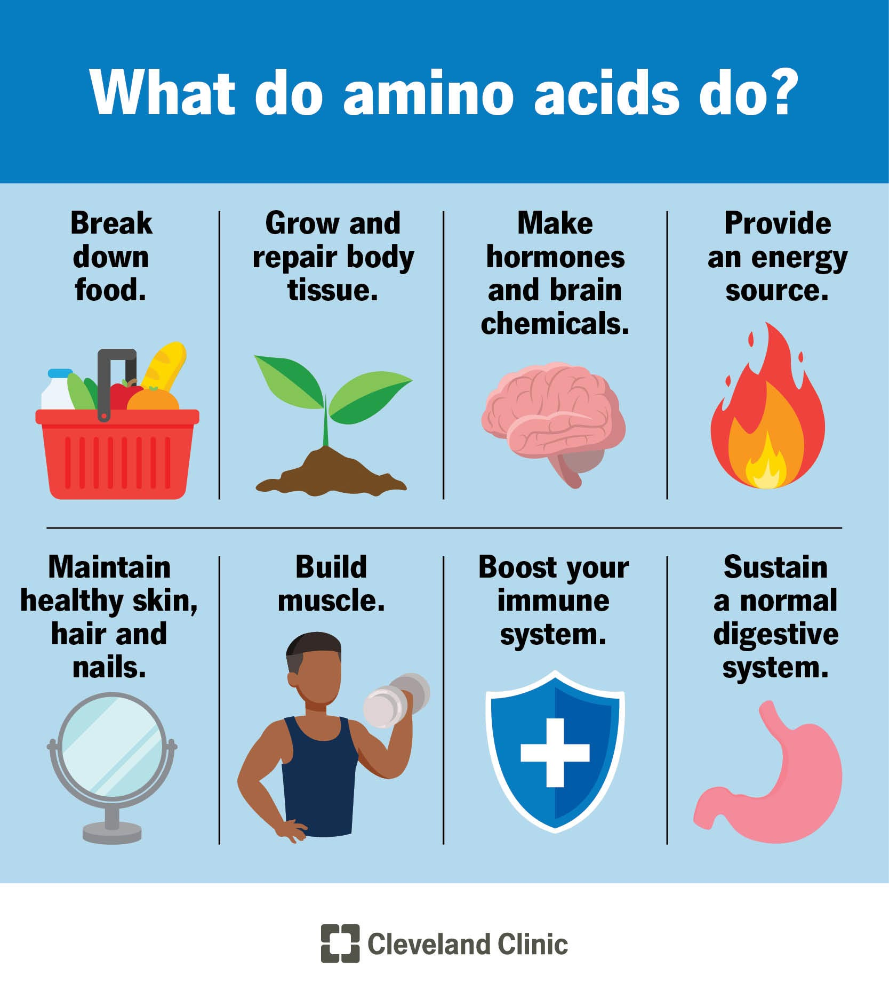 What do amino acids do?
Break
down
food.
Grow and
repair body
tissue.
Make
hormones
and brain
chemicals.
Provide
an energy
source.
Maintain
healthy skin,
hair and
nails.
Build
muscle.
Boost your
immune
system.
Sustain
a normal
digestive
system.
Cleveland Clinic